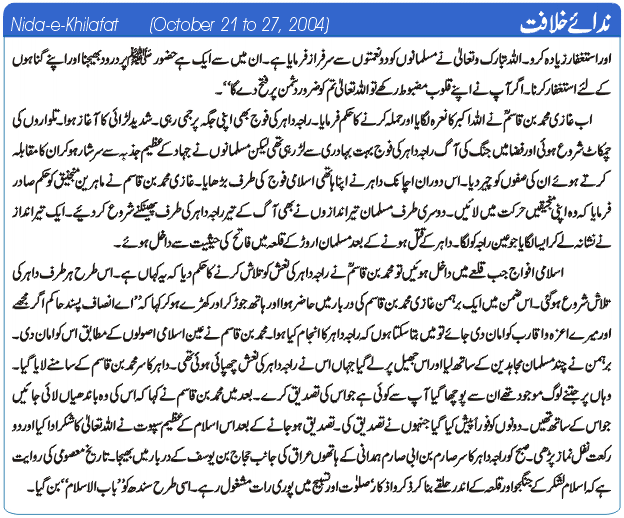 Nida-e-Khilafat (October 21 to 27, 2004) ندائے خلافت
اور استغفار زیادہ کرو۔ اللہ تبارک وتعالیٰ نے مسلمانوں کو دو نعمتوں سے سرفراز فرمایا ہے۔ ان میں سے ایک ہے حضور ﷺ پر درود بھیجنا اور اپنے گناہوں
کے لئے استغفار کرنا۔ اگر آپ نے اپنے قلوب مضبوط رکھے تو اللہ تعالیٰ تم کو ضرور دشمن پر فتح دے گا‘‘۔
اب غازی محمد بن قاسمؒ نے اللہ اکبر کا نعرہ لگایا اور حملہ کرنے کا حکم فرمایا۔ راجہ داہر کی فوج بھی اپنی جگہ پر جمی رہی۔ شدید لڑائی کا آغاز ہوا۔ تلواروں کی
چمکاٹ شروع ہوئی اور فضا میں جنگ کی آگ راجہ داہر کی فوج بہت بہادری سے لڑ رہی تھی لیکن مسلمانوں نے جہاد کے عظیم جذبہ سے سرشار ہو کر ان کا مقابلہ
کرتے ہوئے ان کی صفوں کو چیر دیا۔ اس دوران اچانک داہر نے اپنا ہاتھی اسلامی فوج کی طرف بڑھایا۔ غازی محمد بن قاسم نے ماہرین منجنیق کو حکم صادر
فرمایا کہ وہ اپنی منجنیقیں حرکت میں لائیں۔ دوسری طرف مسلمان تیر اندازوں نے بھی آگ کے تیر راجہ داہر کی طرف پھینکنے شروع کر دیئے۔ ایک تیر انداز
نے نشانہ لے کر ایسا لگایا جو عین راجہ کو لگا۔ داہر کے قتل ہونے کے بعد مسلمان اروڑ کے قلعہ میں فاتح کی حیثیت سے داخل ہوئے۔
اسلامی افواج جب قلعے میں داخل ہوئیں تو محمد بن قاسمؒ نے راجہ داہر کی نعش کو تلاش کرنے کا حکم دیا کہ یہ کہاں ہے۔ اس طرح ہر طرف داہر کی
تلاش شروع ہو گئی۔ اس ضمن میں ایک برہمن غازی محمد بن قاسم کی دربار میں حاضر ہوا اور ہاتھ جوڑ کر اور کھڑے ہو کر کہا کہ ’’اے انصاف پسند حاکم اگر مجھے
اور میرے اعزہ و اقارب کو امان دی جائے تو میں بتا سکتا ہوں کہ راجہ داہر کا انجام کیا ہوا۔ محمد بن قاسم نے عین اسلامی اصولوں کے مطابق اس کو امان دی۔
برہمن نے چند مسلمان مجاہدین کے ساتھ لیا اور اس جھیل پر لے گیا جہاں اس نے راجہ داہر کی نعش چھپائی ہوئی تھی۔ داہر کا سر محمد بن قاسم کے سامنے لایا گیا۔
وہاں پر جتنے لوگ موجود تھے ان سے پوچھا گیا آپ سے کوئی ہے جو اس کی تصدیق کرے۔ بعد میں محمد بن قاسم نے کہا کہ اس کی وہ باندھیاں لائی جائیں
جو اس کے ساتھ تھیں۔ دونوں کو فوراً پیش کیا گیا جنہوں نے تصدیق کی۔ تصدیق ہو جانے کے بعد اس اسلام کے عظیم سپوت نے اللہ تعالیٰ کا شکر ادا کیا اور دو
رکعت نفل نماز پڑھی۔ صبح کو راجہ داہر کا سر صارم بن ابی صارم ہمدانی کے ہاتھوں عراق کی جانب حجاج بن یوسف کے دربار میں بھیجا۔ تاریخ معصومی کی روایت
ہے کہ اسلام لشکر کے جنگجو اور قلعہ کے اندر حلقے بنا کر ذکر و اذکار‘ صلوٰت اور تسبیح میں پوری رات مشغول رہے۔ اسی طرح سندھ کو ’’باب الاسلام‘‘ بن گیا۔